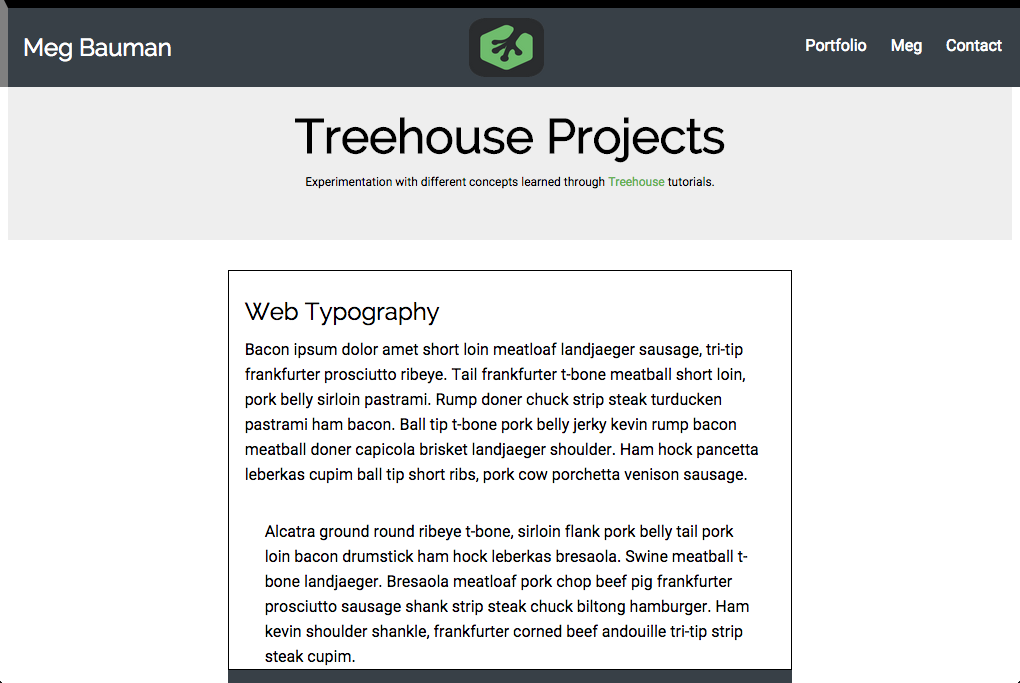 Meg Bauman
Portfolio Meg Contact
Treehouse Projects
Experimentation with different concepts learned through Treehouse tutorials.
Web Typography
Bacon ipsum dolor amet short loin meatloaf landjaeger sausage, tri-tip
frankfurter prosciutto ribeye. Tail frankfurter t-bone meatball short loin,
pork belly sirloin pastrami. Rump doner chuck strip steak turducken
pastrami ham bacon. Ball tip t-bone pork belly jerky kevin rump bacon
meatball doner capicola brisket landjaeger shoulder. Ham hock pancetta
leberkas cupim ball tip short ribs, pork cow porchetta venison sausage.
Alcatra ground round ribeye t-bone, sirloin flank pork belly tail pork
loin bacon drumstick ham hock leberkas bresaola. Swine meatball t-
bone landjaeger. Bresaola meatloaf pork chop beef pig frankfurter
prosciutto sausage shank strip steak chuck biltong hamburger. Ham
kevin shoulder shankle, frankfurter corned beef andouille tri-tip strip
steak cupim.